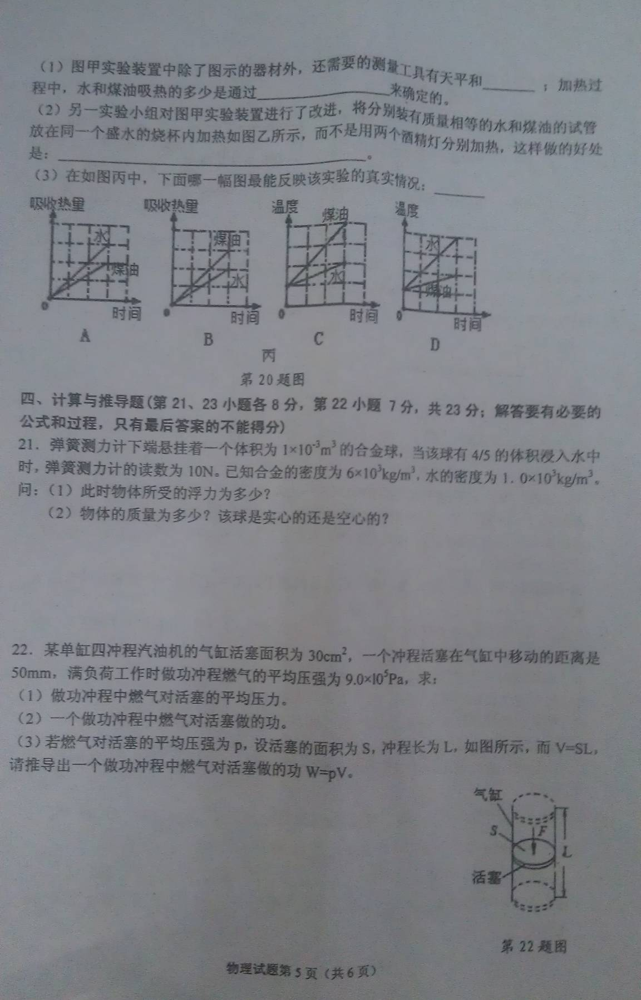 （1）图甲实验装置中除了图示的器材外，还需要的测量工具有天平和______；加热过
程中，水和煤油吸热的多少是通过______来确定的。
（2）另一实验小组对图甲实验装置进行了改进，将分别装有质量相等的水和煤油的试管
放在同一个盛水的烧杯内加热如图乙所示，而不是用两个酒精灯分别加热，这样做的好处
是：______。
（3）在如图丙中，下面哪一幅图最能反映该实验的真实情况：______
吸收热量 吸收热量 温度 温度
水 煤油 煤油 水
煤油 水 水 煤油
0 时间 0 时间 0 时间 0 时间
A B C D
丙
第 20 题图
四、计算与推导题(第 21、23 小题各 8 分，第 22 小题 7 分，共 23 分；解答要有必要的
公式和过程，只有最后答案的不能得分)
21．弹簧测力计下端悬挂着一个体积为 1×10⁻³m³ 的合金球，当该球有 4/5 的体积浸入水中
时，弹簧测力计的读数为 10N。已知合金的密度为 6×10³kg/m³，水的密度为 1.0×10³kg/m³。
问：（1）此时物体所受的浮力为多少？
（2）物体的质量为多少？该球是实心的还是空心的？
22．某单缸四冲程汽油机的气缸活塞面积为 30cm²，一个冲程活塞在气缸中移动的距离是
50mm，满负荷工作时做功冲程燃气的平均压强为 9.0×10⁵Pa，求：
（1）做功冲程中燃气对活塞的平均压力。
（2）一个做功冲程中燃气对活塞做的功。
（3）若燃气对活塞的平均压强为 p，设活塞的面积为 S，冲程长为 L，如图所示，而 V=SL，
请推导出一个做功冲程中燃气对活塞做的功 W=pV。
气缸
S F
L
活塞
第 22 题图
物理试题第 5 页（共 6 页）